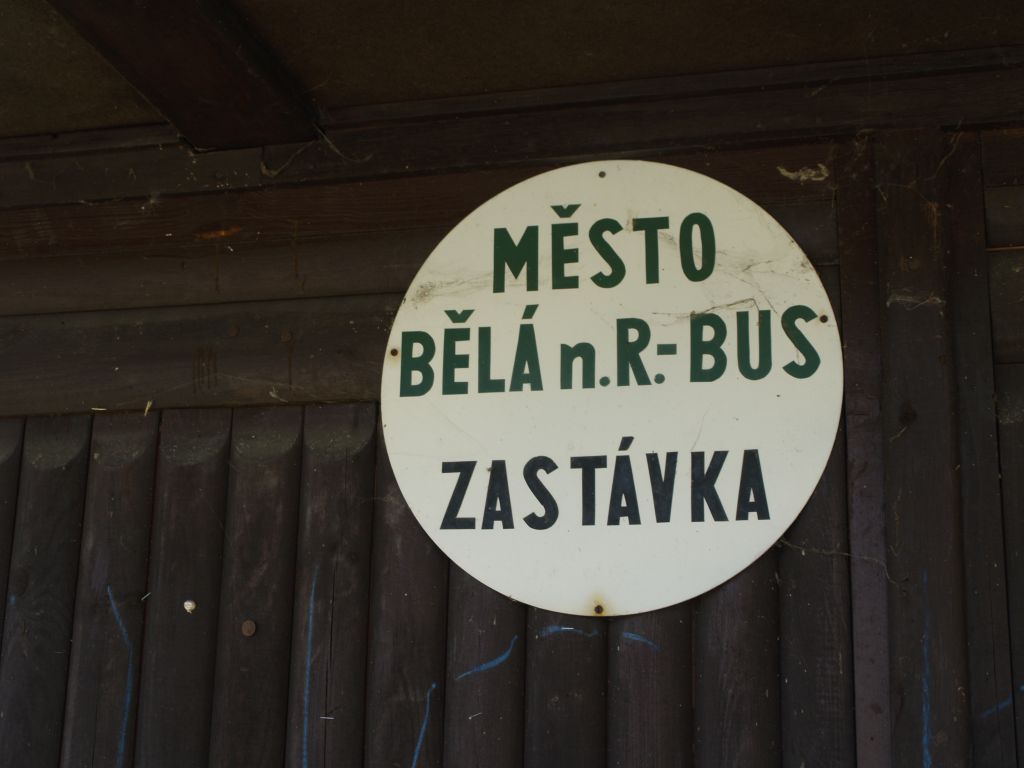 MĚSTO
BĚLÁ n.R.-BUS
ZASTÁVKA